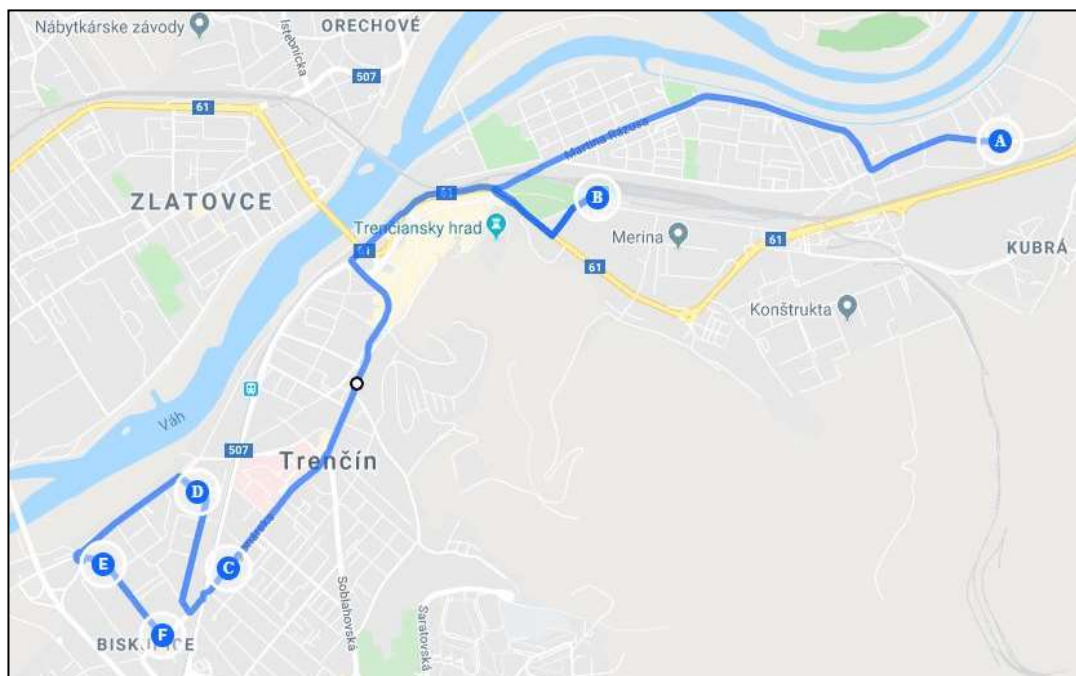 Nábytkárske závody
Istebnícka
ORECHOVÉ
507
61
Martina Rázusa
A
ZLATOVCE
61
B
Trenčiansky hrad
Merina
61
KUBRÁ
61
61
Konštrukta
Váh
507
Trenčín
D
E
C
Soblahovská
Saratovská
F